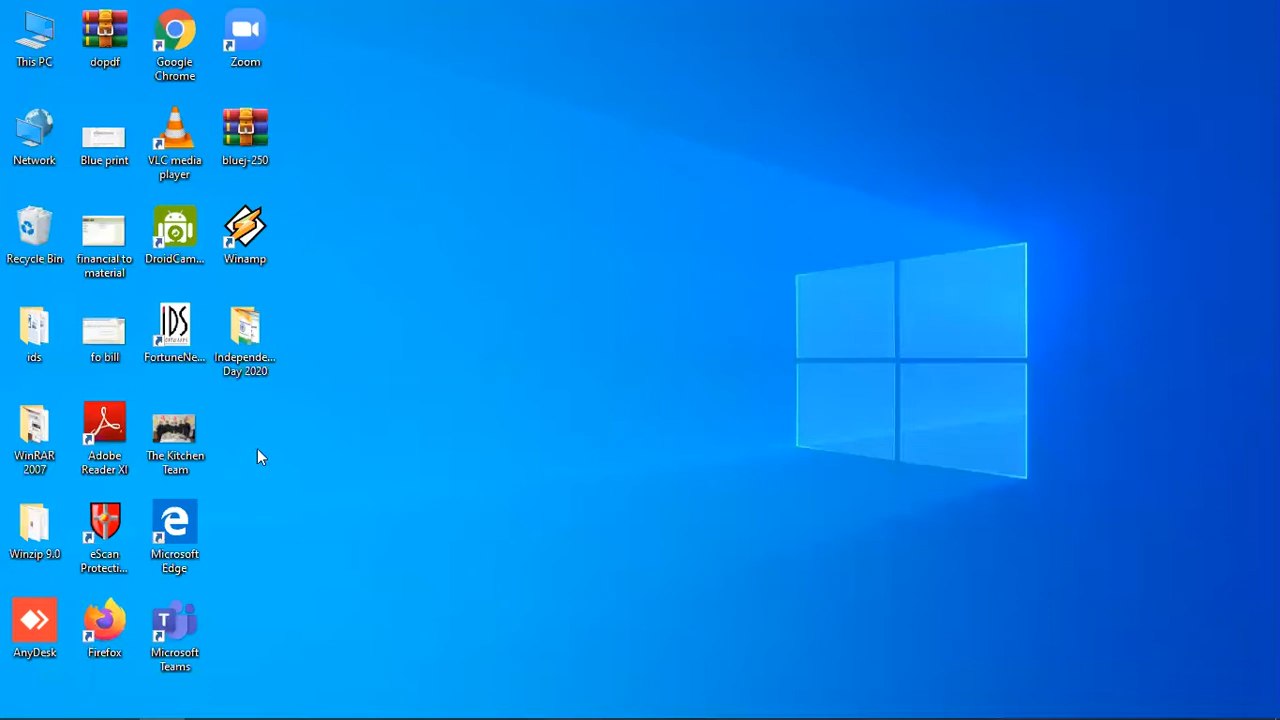 This PC
dopdf
Google
Chrome
Zoom
Network
Blue print
VLC media
player
bluej-250
Recycle Bin
financial to
material
DroidCam...
Winamp
ids
fo bill
IDS
FortuneNe...
Independe...
Day 2020
WinRAR
2007
Adobe
Reader XI
The Kitchen
Team
Winzip 9.0
eScan
Protecti...
Microsoft
Edge
AnyDesk
Firefox
T
Microsoft
Teams